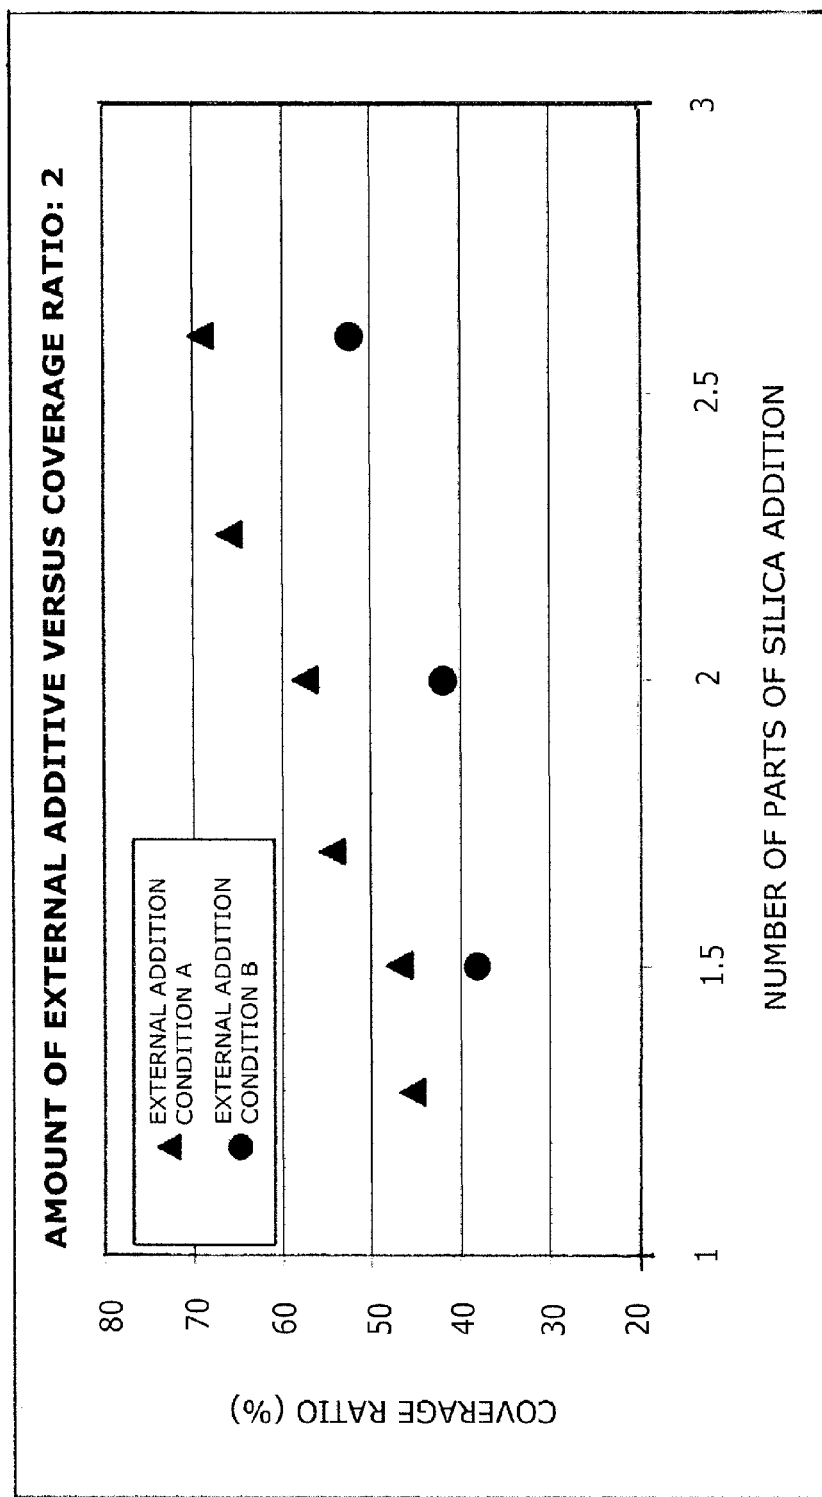 AMOUNT OF EXTERNAL ADDITIVE VERSUS COVERAGE RATIO: 2
EXTERNAL ADDITION
CONDITION A
EXTERNAL ADDITION
CONDITION B
80
70
60
50
40
30
20
COVERAGE RATIO (%)
1
1.5
2
2.5
3
NUMBER OF PARTS OF SILICA ADDITION